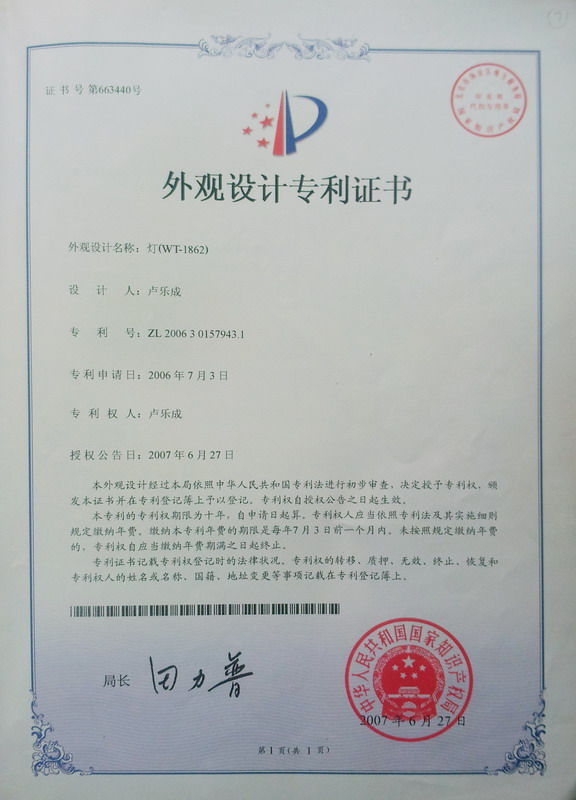 证书号第663440号
外观设计专利证书
外观设计名称：灯(WT-1862)
设计人：卢乐成
专利号：ZL 2006 3 0157943.1
专利申请日：2006年7月3日
专利权人：卢乐成
授权公告日：2007年6月27日
本外观设计经过本局依照中华人民共和国专利法进行初步审查，决定授予专利权，颁
发本证书并在专利登记簿上予以登记。专利权自授权公告之日起生效。
本专利的专利权期限为十年，自申请日起算。专利权人应当依照专利法及其实施细则
规定缴纳年费。缴纳本专利年费的期限是每年7月3日前一个月内。未按照规定缴纳年费
的，专利权自应当缴纳年费期满之日起终止。
专利证书记载专利权登记时的法律状况。专利权的转移、质押、无效、终止、恢复和
专利权人的姓名或名称、国籍、地址变更等事项记载在专利登记簿上。
局长 田力普
中华人民共和国国家知识产权局
2007年6月27日
第1页(共1页)